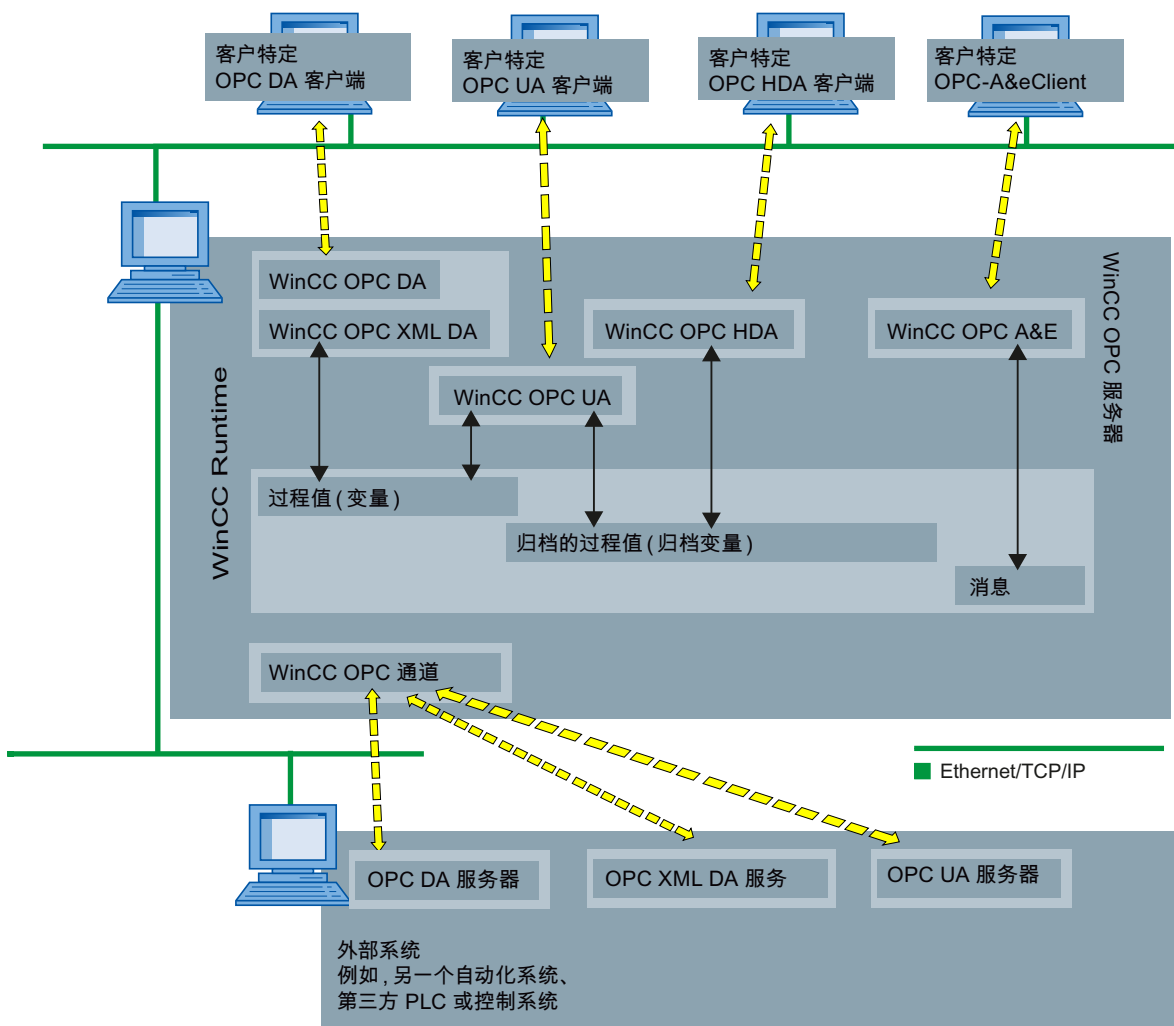 客户特定
OPC DA 客户端
客户特定
OPC UA 客户端
客户特定
OPC HDA 客户端
客户特定
OPC-A&eClient
WinCC OPC DA
WinCC OPC XML DA
WinCC OPC HDA
WinCC OPC A&E
WinCC OPC 服务器
WinCC OPC UA
WinCC Runtime
过程值 ( 变量 )
归档的过程值 ( 归档变量 )
消息
WinCC OPC 通道
Ethernet/TCP/IP
OPC DA 服务器
OPC XML DA 服务
OPC UA 服务器
外部系统
例如 , 另一个自动化系统、
第三方 PLC 或控制系统